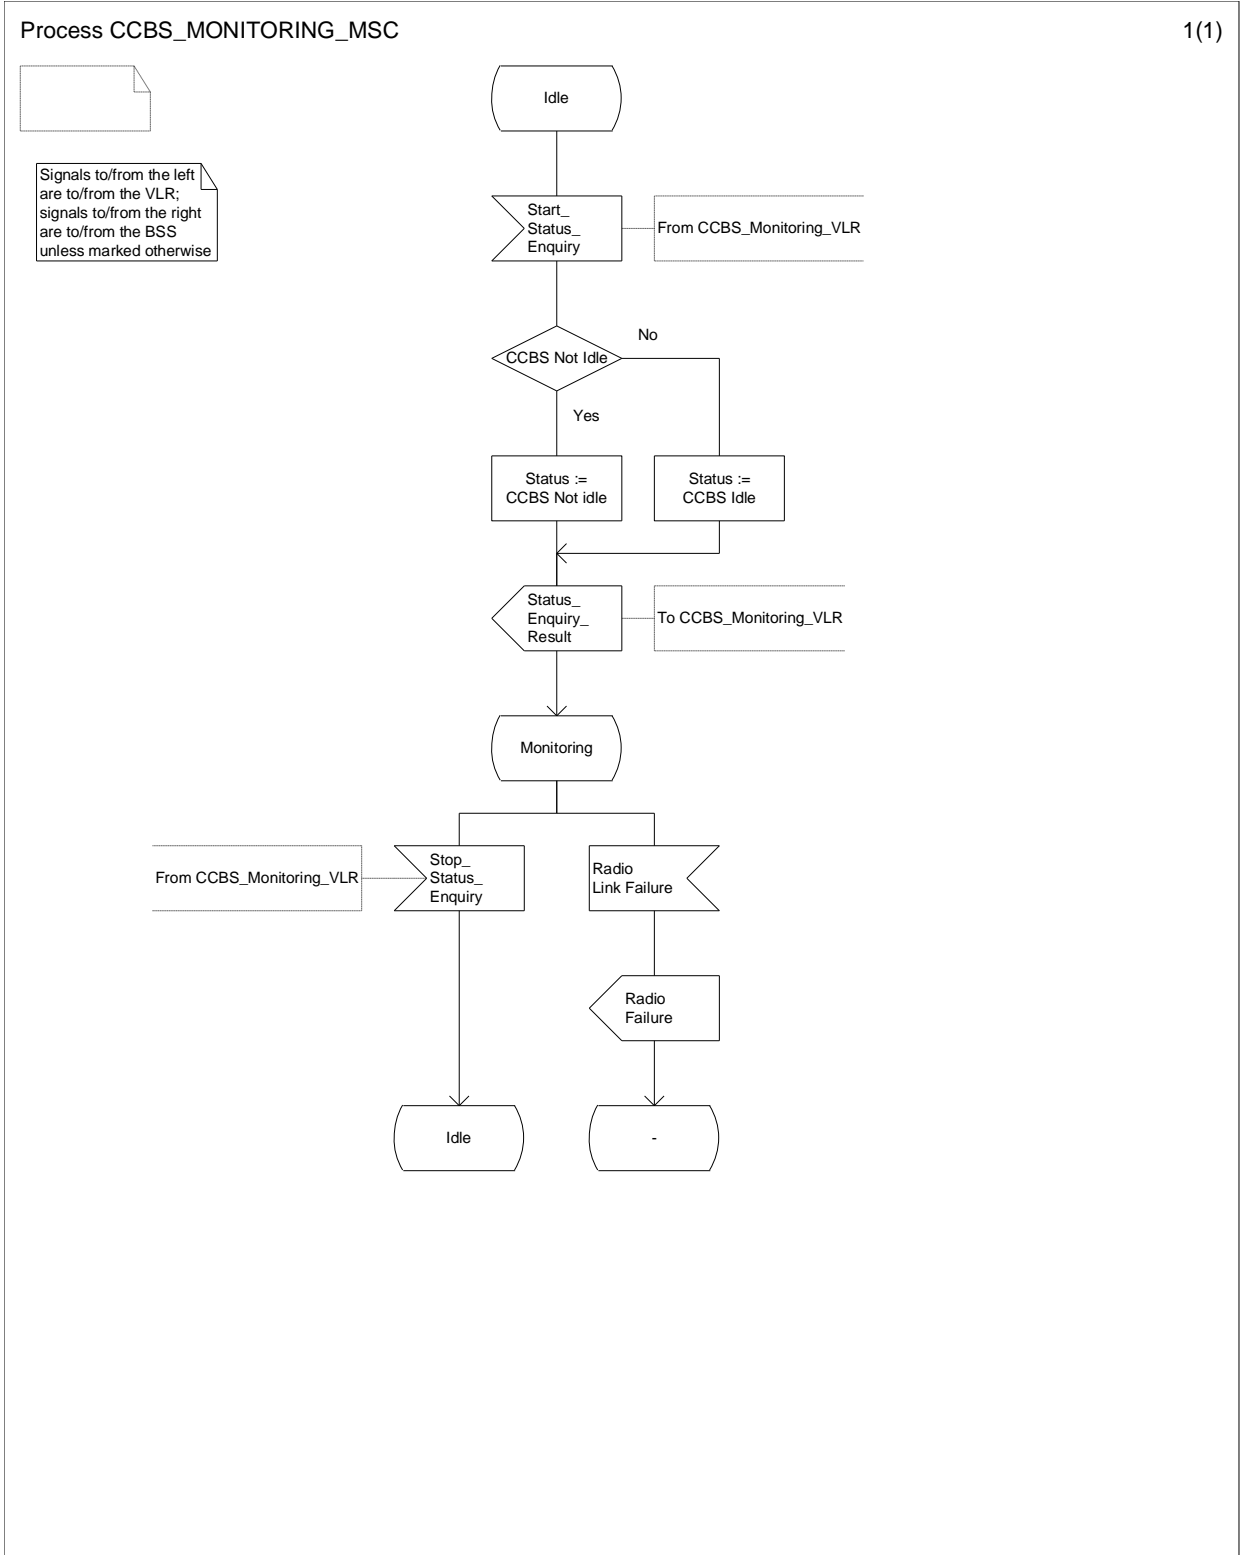 Process CCBS_MONITORING_MSC
1(1)
Idle
Signals to/from the left
are to/from the VLR;
signals to/from the right
are to/from the BSS
unless marked otherwise
Start_
Status_
Enquiry
From CCBS_Monitoring_VLR
CCBS Not Idle
No
Yes
Status :=
CCBS Not idle
Status :=
CCBS Idle
Status_
Enquiry_
Result
To CCBS_Monitoring_VLR
Monitoring
From CCBS_Monitoring_VLR
Stop_
Status_
Enquiry
Radio
Link Failure
Radio
Failure
Idle
-